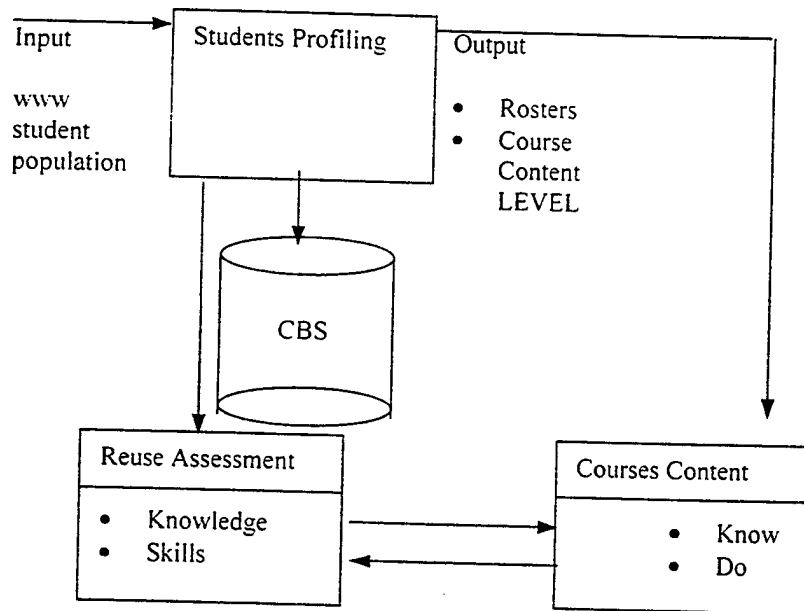 Input
www
student
population
Students Profiling
Output
• Rosters
• Course
Content
LEVEL
CBS
Reuse Assessment
• Knowledge
• Skills
Courses Content
• Know
• Do